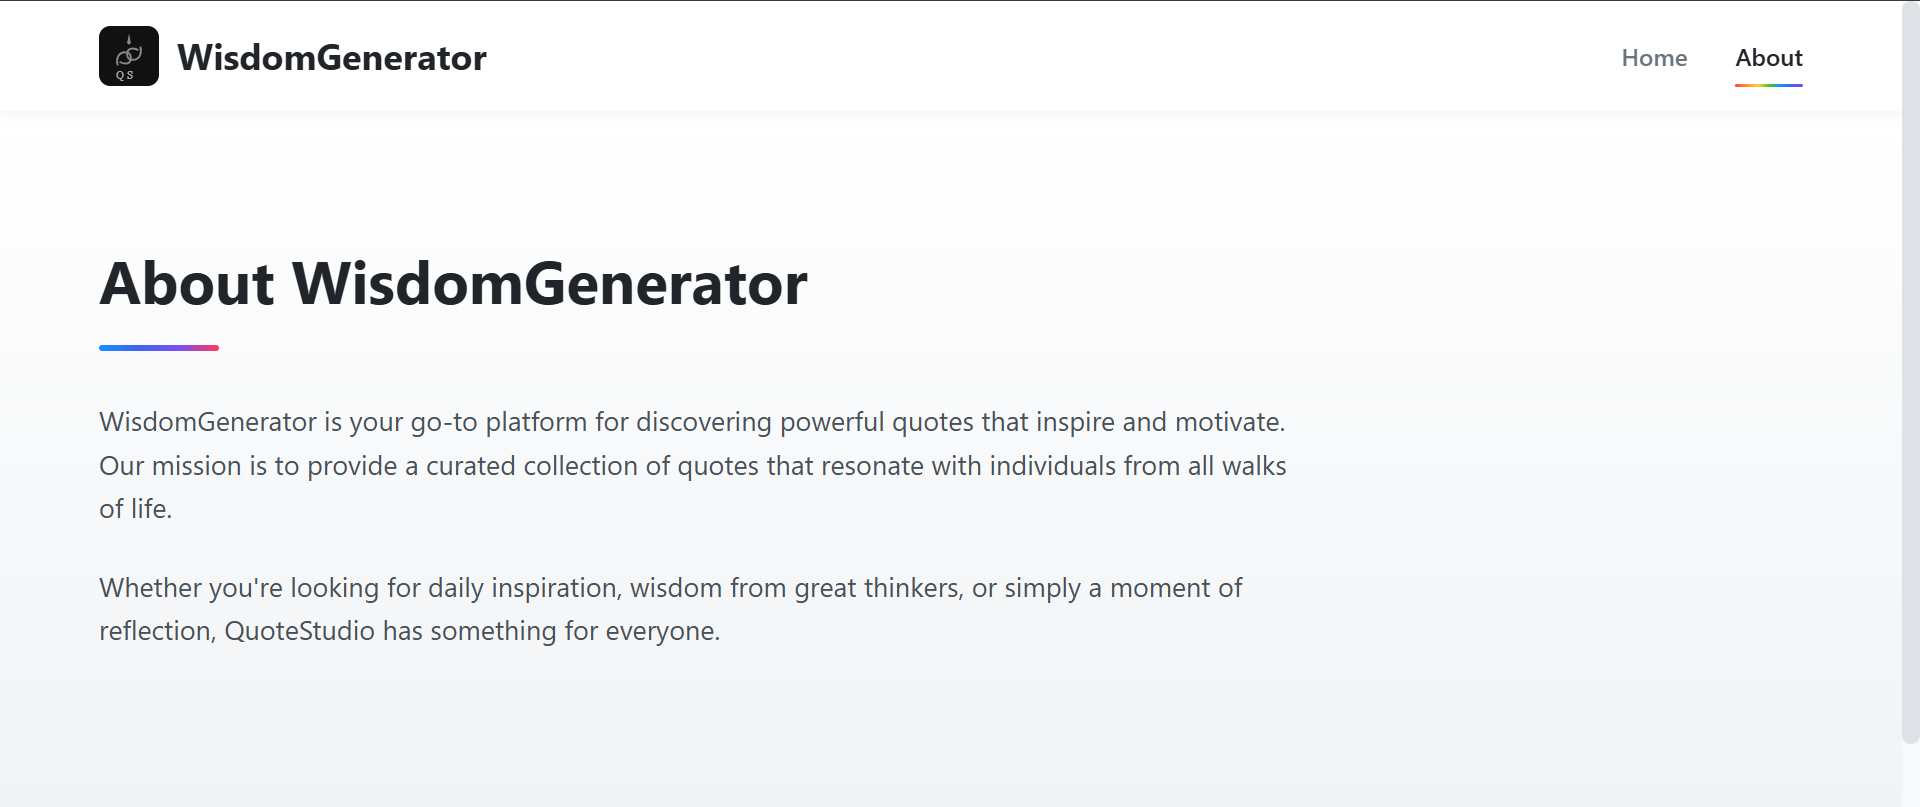 QS
WisdomGenerator
Home
About
About WisdomGenerator
WisdomGenerator is your go-to platform for discovering powerful quotes that inspire and motivate.
Our mission is to provide a curated collection of quotes that resonate with individuals from all walks
of life.
Whether you're looking for daily inspiration, wisdom from great thinkers, or simply a moment of
reflection, QuoteStudio has something for everyone.